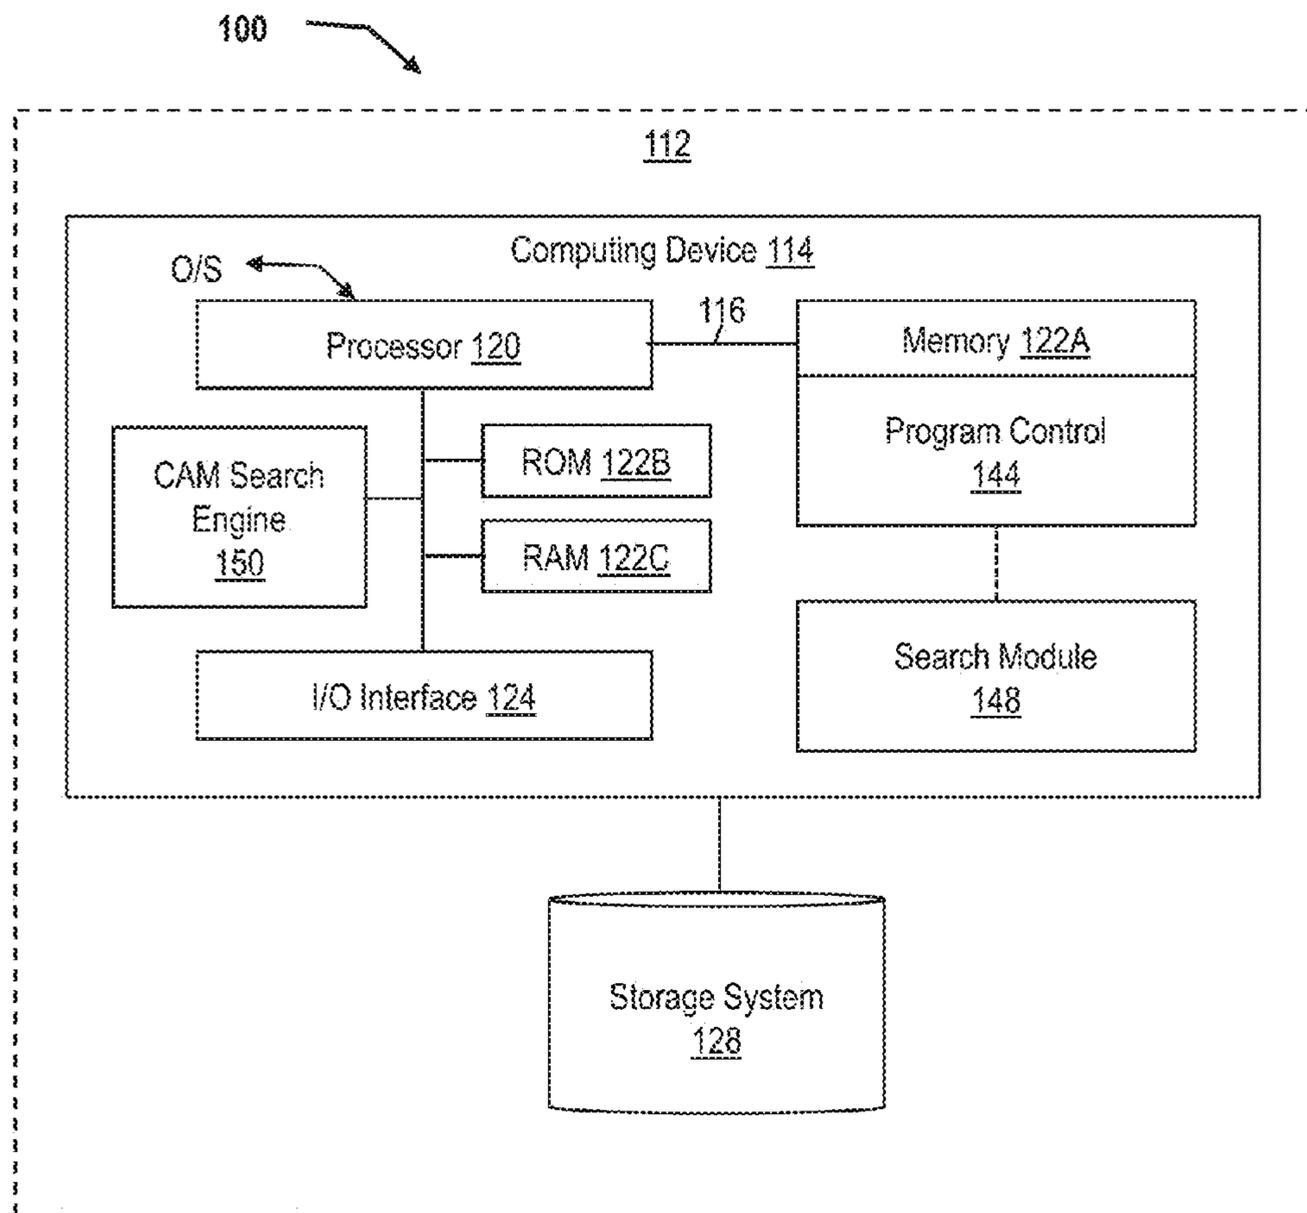 100
112
Computing Device 114
O/S
116
Processor 120
Memory 122A
Program Control
144
CAM Search
Engine
150
ROM 122B
RAM 122C
I/O Interface 124
Search Module
148
Storage System
128